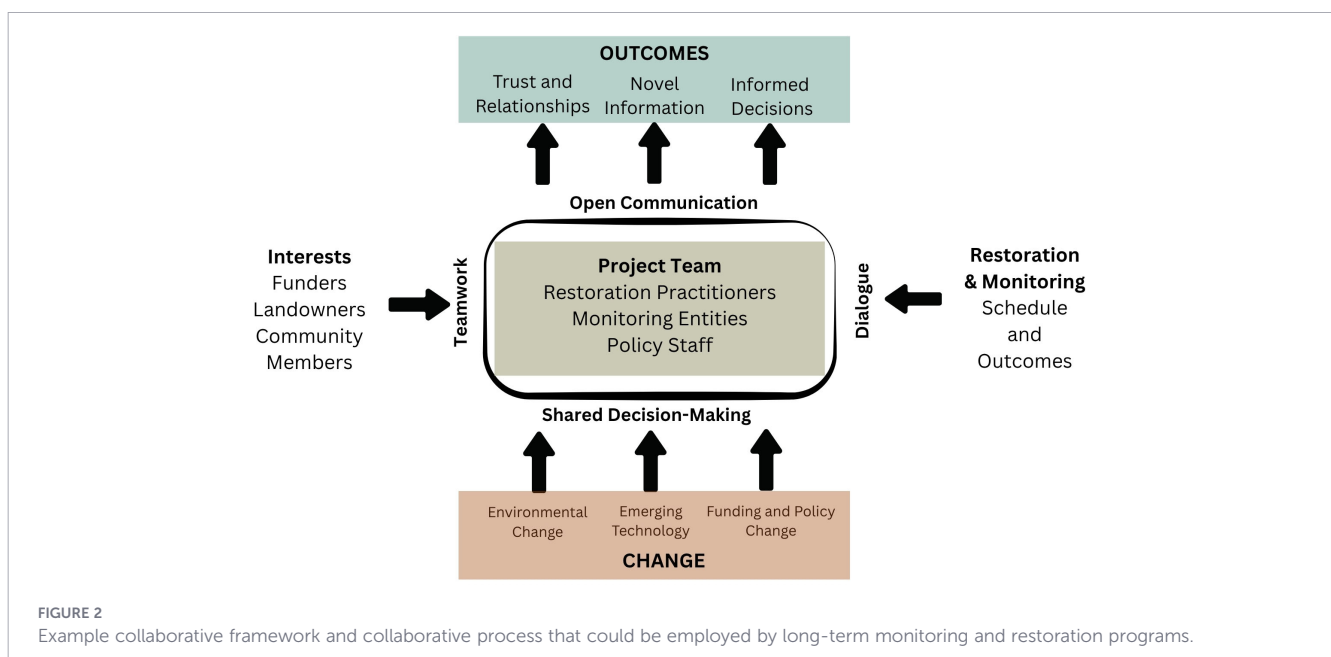 OUTCOMES
Trust and
Relationships
Novel
Information
Informed
Decisions
Open Communication
Interests
Funders
Landowners
Community
Members
Teamwork
Project Team
Restoration Practitioners
Monitoring Entities
Policy Staff
Dialogue
Restoration
& Monitoring
Schedule
and
Outcomes
Shared Decision-Making
Environmental
Change
Emerging
Technology
Funding and Policy
Change
CHANGE
FIGURE 2
Example collaborative framework and collaborative process that could be employed by long-term monitoring and restoration programs.